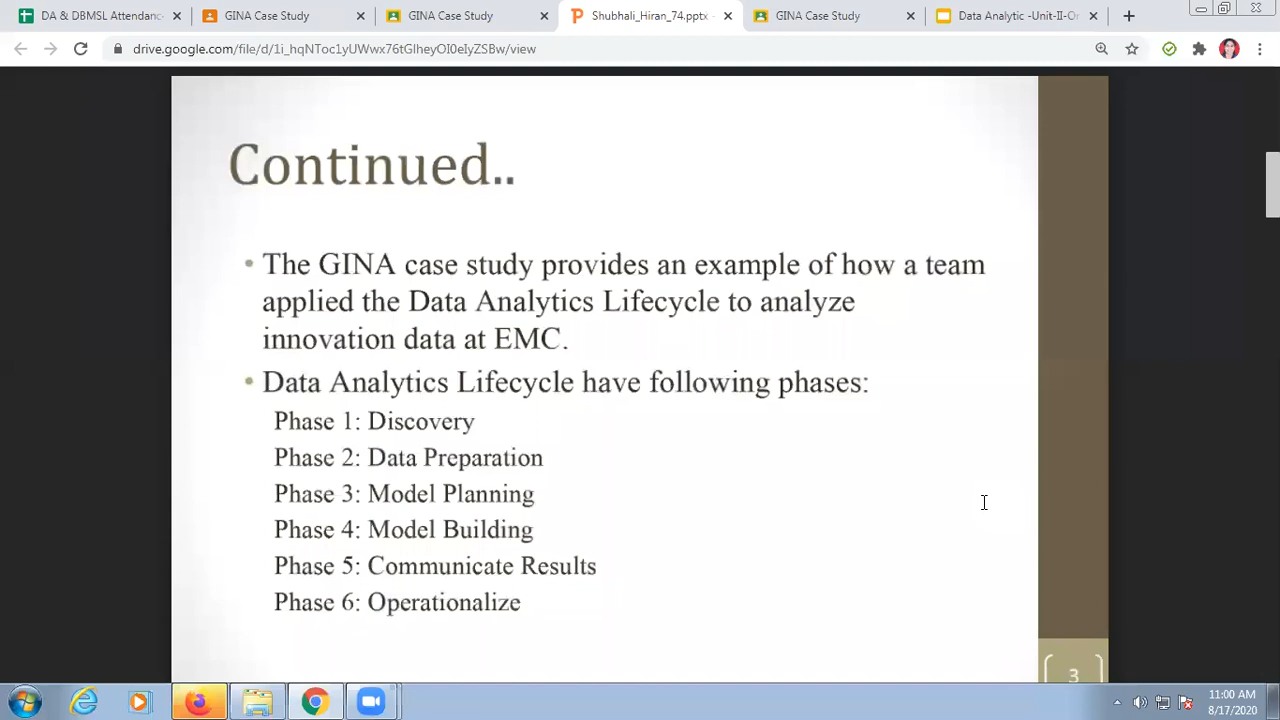 DA & DBMSL Attendanc
GINA Case Study
GINA Case Study
Shubhali_Hiran_74.pptx -
GINA Case Study
Data Analytic -Unit-II-Or
drive.google.com/file/d/1i_hqNToc1yUWwx76tGlheyOI0eIyZSBw/view
Continued..
• The GINA case study provides an example of how a team
applied the Data Analytics Lifecycle to analyze
innovation data at EMC.
• Data Analytics Lifecycle have following phases:
Phase 1: Discovery
Phase 2: Data Preparation
Phase 3: Model Planning
Phase 4: Model Building
Phase 5: Communicate Results
Phase 6: Operationalize
3
11:00 AM
8/17/2020